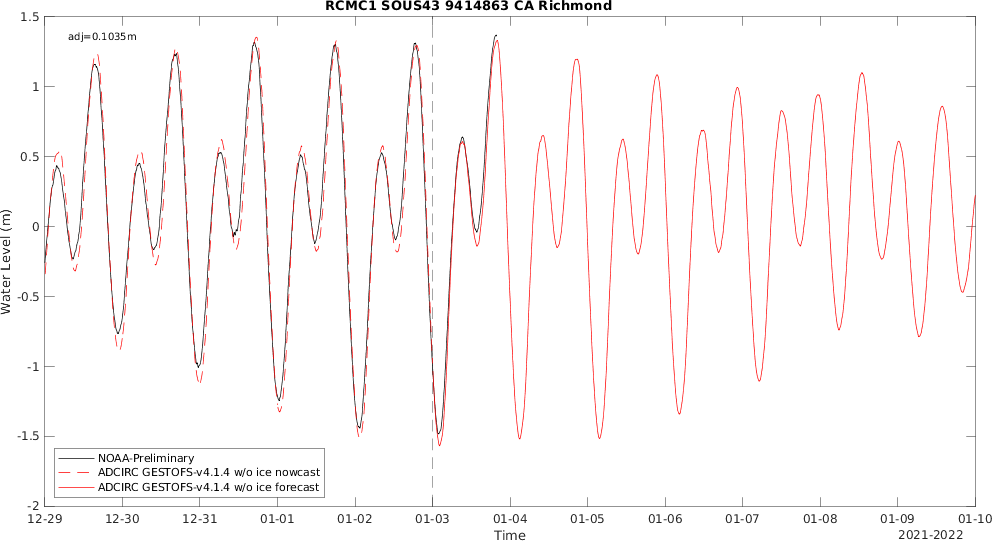 RCMC1 SOUS43 9414863 CA Richmond
adj=0.1035m
1.5
1
0.5
0
-0.5
-1
-1.5
-2
Water Level (m)
NOAA-Preliminary
ADCIRC GESTOFS-v4.1.4 w/o ice nowcast
ADCIRC GESTOFS-v4.1.4 w/o ice forecast
12-29 12-30 12-31 01-01 01-02 01-03 01-04 01-05 01-06 01-07 01-08 01-09 01-10
Time
2021-2022